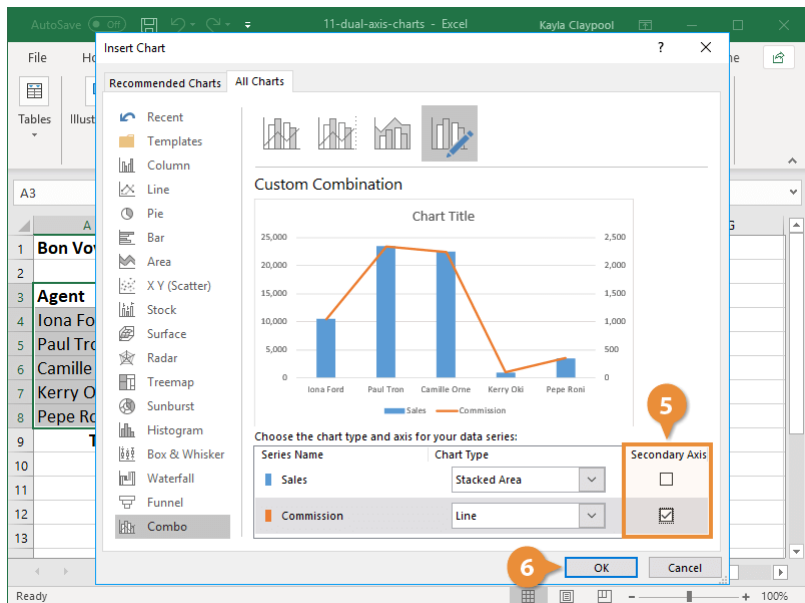 AutoSave Off 11-dual-axis-charts - Excel Kayla Claypool
Insert Chart ? ×
File
Tables
Illust
Recommended Charts All Charts
Recent
Templates
Column
Line
Pie
Bar
Area
X Y (Scatter)
Stock
Surface
Radar
Treemap
Sunburst
Histogram
Box & Whisker
Waterfall
Funnel
Combo
Custom Combination
Chart Title
25,000 2,500
20,000 2,000
15,000 1,500
10,000 1,000
5,000 500
0 0
Iona Ford Paul Tron Camille Orne Kerry Oki Pepe Roni
Sales Commission
5
Choose the chart type and axis for your data series:
Series Name Chart Type Secondary Axis
Sales Stacked Area
Commission Line
6 OK Cancel
A3
A
1 Bon Vo
2
3 Agent
4 Iona Fo
5 Paul Tro
6 Camille
7 Kerry O
8 Pepe Ro
9 T
10
11
12
13
Ready 100%